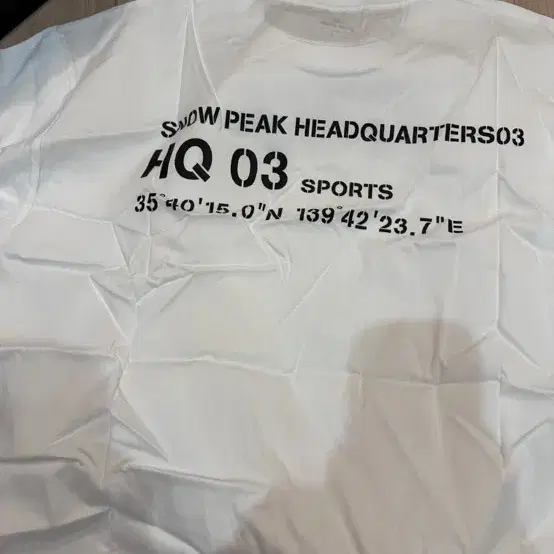 SNOW PEAK HEADQUARTERS03
HQ 03 SPORTS
35°40'15.0"N 139°42'23.7"E